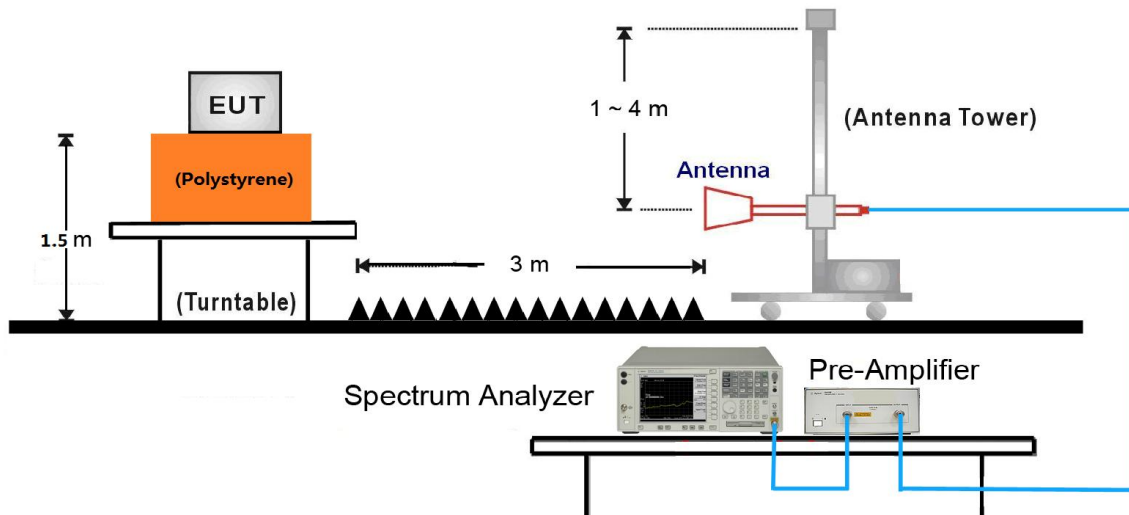 EUT
(Polystyrene)
1.5 m
(Turntable)
3 m
1 ~ 4 m
Antenna
(Antenna Tower)
Spectrum Analyzer
Pre-Amplifier